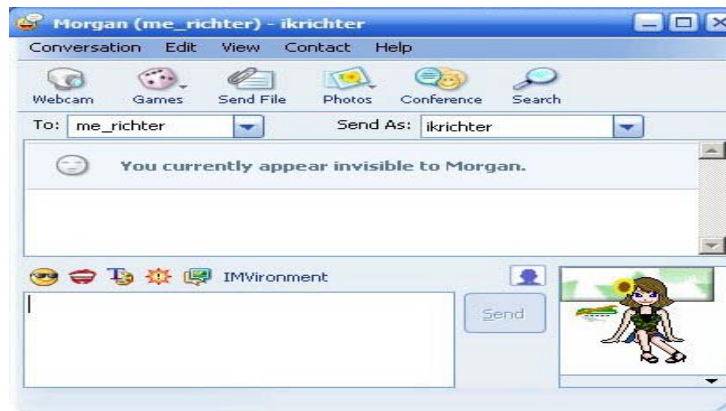 Morgan (me_richter) - ikrichter
Conversation Edit View Contact Help
Webcam Games Send File Photos Conference Search
To: me_richter Send As: ikrichter
You currently appear invisible to Morgan.
IMVironment
Send